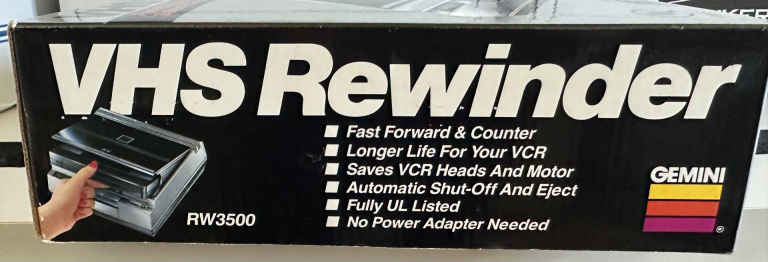 VHS Rewinder
Fast Forward & Counter
Longer Life For Your VCR
Saves VCR Heads And Motor
Automatic Shut-Off And Eject
Fully UL Listed
No Power Adapter Needed
RW3500
GEMINI
®